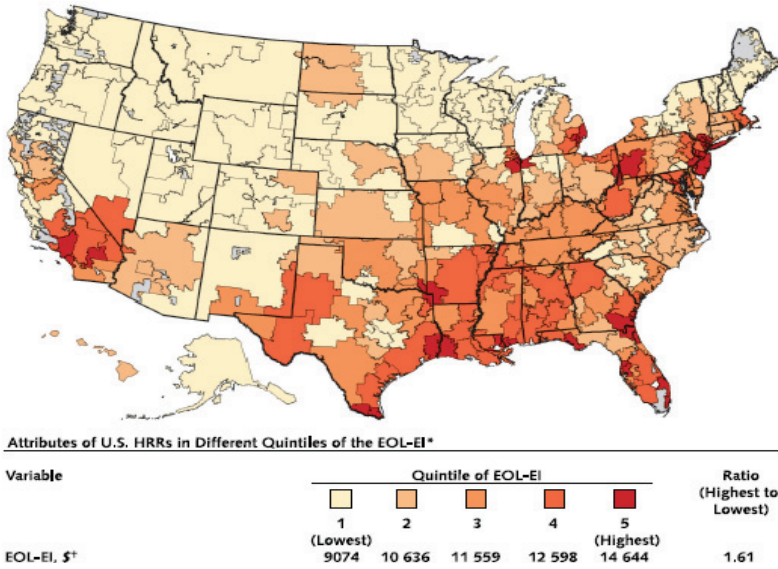 Attributes of U.S. HRRs in Different Quintiles of the EOL-EI*
Variable
Quintile of EOL-EI
Ratio
(Highest to
Lowest)
1 2 3 4 5
(Lowest) (Highest)
EOL-EI, $† 9074 10 636 11 559 12 598 14 644 1.61